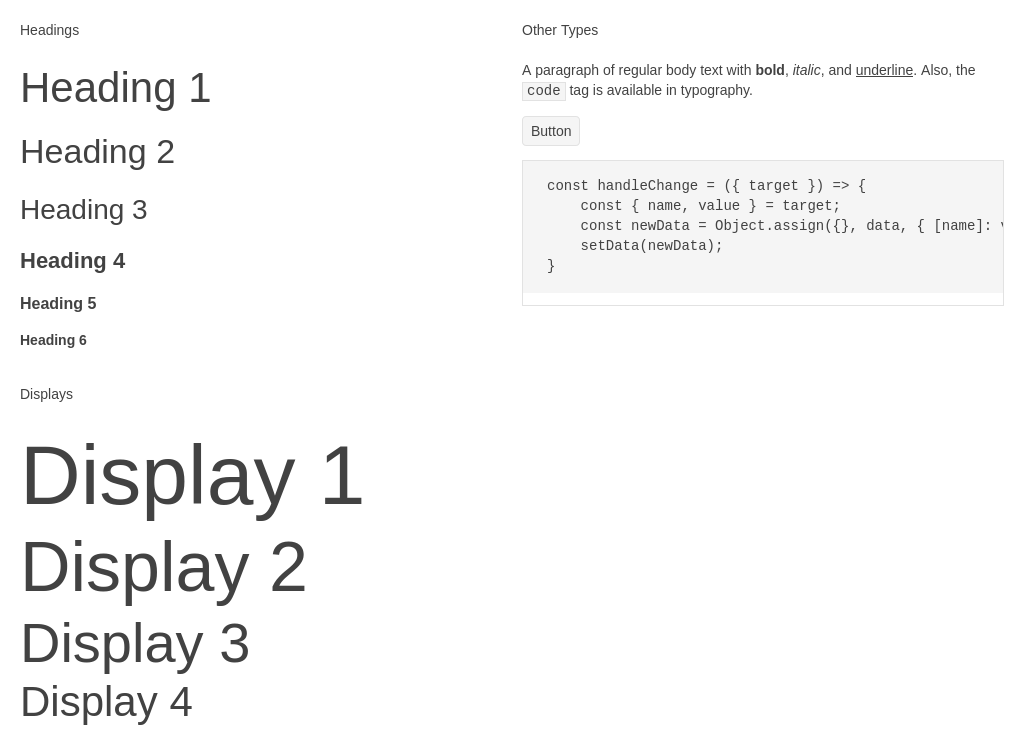 Headings
Heading 1
Heading 2
Heading 3
Heading 4
Heading 5
Heading 6
Displays
Display 1
Display 2
Display 3
Display 4
Other Types
A paragraph of regular body text with bold, italic, and underline. Also, the
code tag is available in typography.
Button
const handleChange = ({ target }) => {
    const { name, value } = target;
    const newData = Object.assign({}, data, { [name]:
    setData(newData);
}